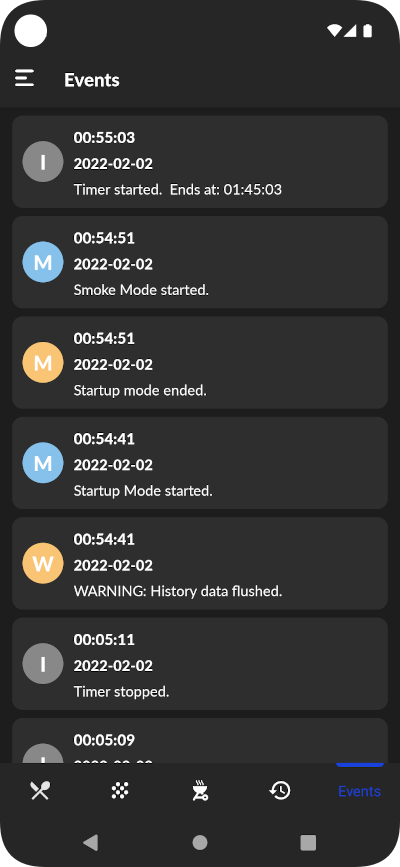 Events
00:55:03
2022-02-02
I
Timer started.  Ends at: 01:45:03
00:54:51
2022-02-02
M
Smoke Mode started.
00:54:51
2022-02-02
M
Startup mode ended.
00:54:41
2022-02-02
M
Startup Mode started.
00:54:41
2022-02-02
W
WARNING: History data flushed.
00:05:11
2022-02-02
I
Timer stopped.
00:05:09
Events